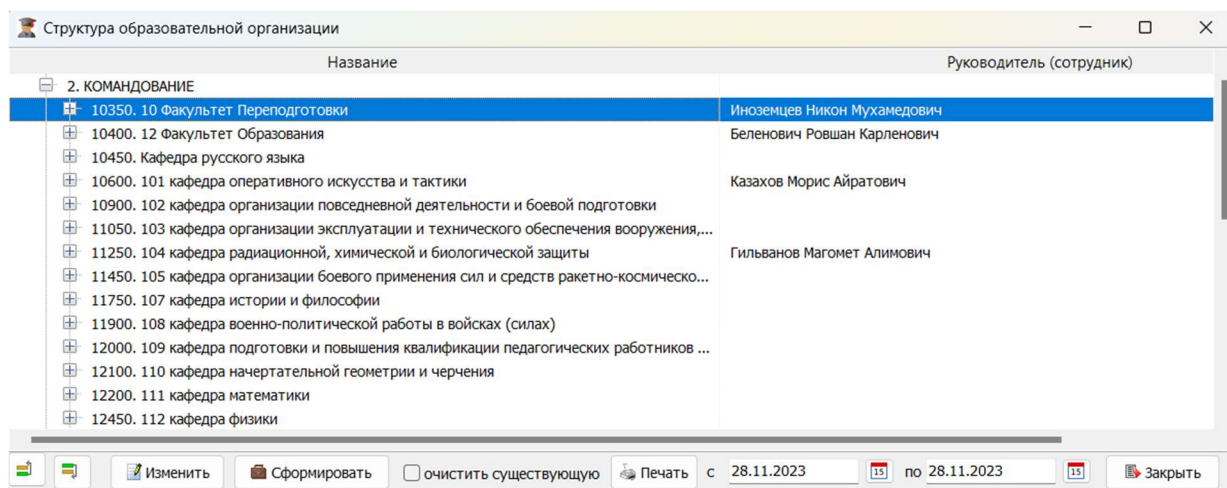 Структура образовательной организации
Название Руководитель (сотрудник)
2. КОМАНДОВАНИЕ
10350. 10 Факультет Переподготовки Иноземцев Никон Мухамедович
10400. 12 Факультет Образования Беленович Ровшан Карленович
10450. Кафедра русского языка
10600. 101 кафедра оперативного искусства и тактики Казахов Морис Айратович
10900. 102 кафедра организации повседневной деятельности и боевой подготовки
11050. 103 кафедра организации эксплуатации и технического обеспечения вооружения,...
11250. 104 кафедра радиационной, химической и биологической защиты Гильванов Магомет Алимович
11450. 105 кафедра организации боевого применения сил и средств ракетно-космическо...
11750. 107 кафедра истории и философии
11900. 108 кафедра военно-политической работы в войсках (силах)
12000. 109 кафедра подготовки и повышения квалификации педагогических работников ...
12100. 110 кафедра начертательной геометрии и черчения
12200. 111 кафедра математики
12450. 112 кафедра физики
Изменить Сформировать очистить существующую Печать с 28.11.2023 15 по 28.11.2023 15 Закрыть